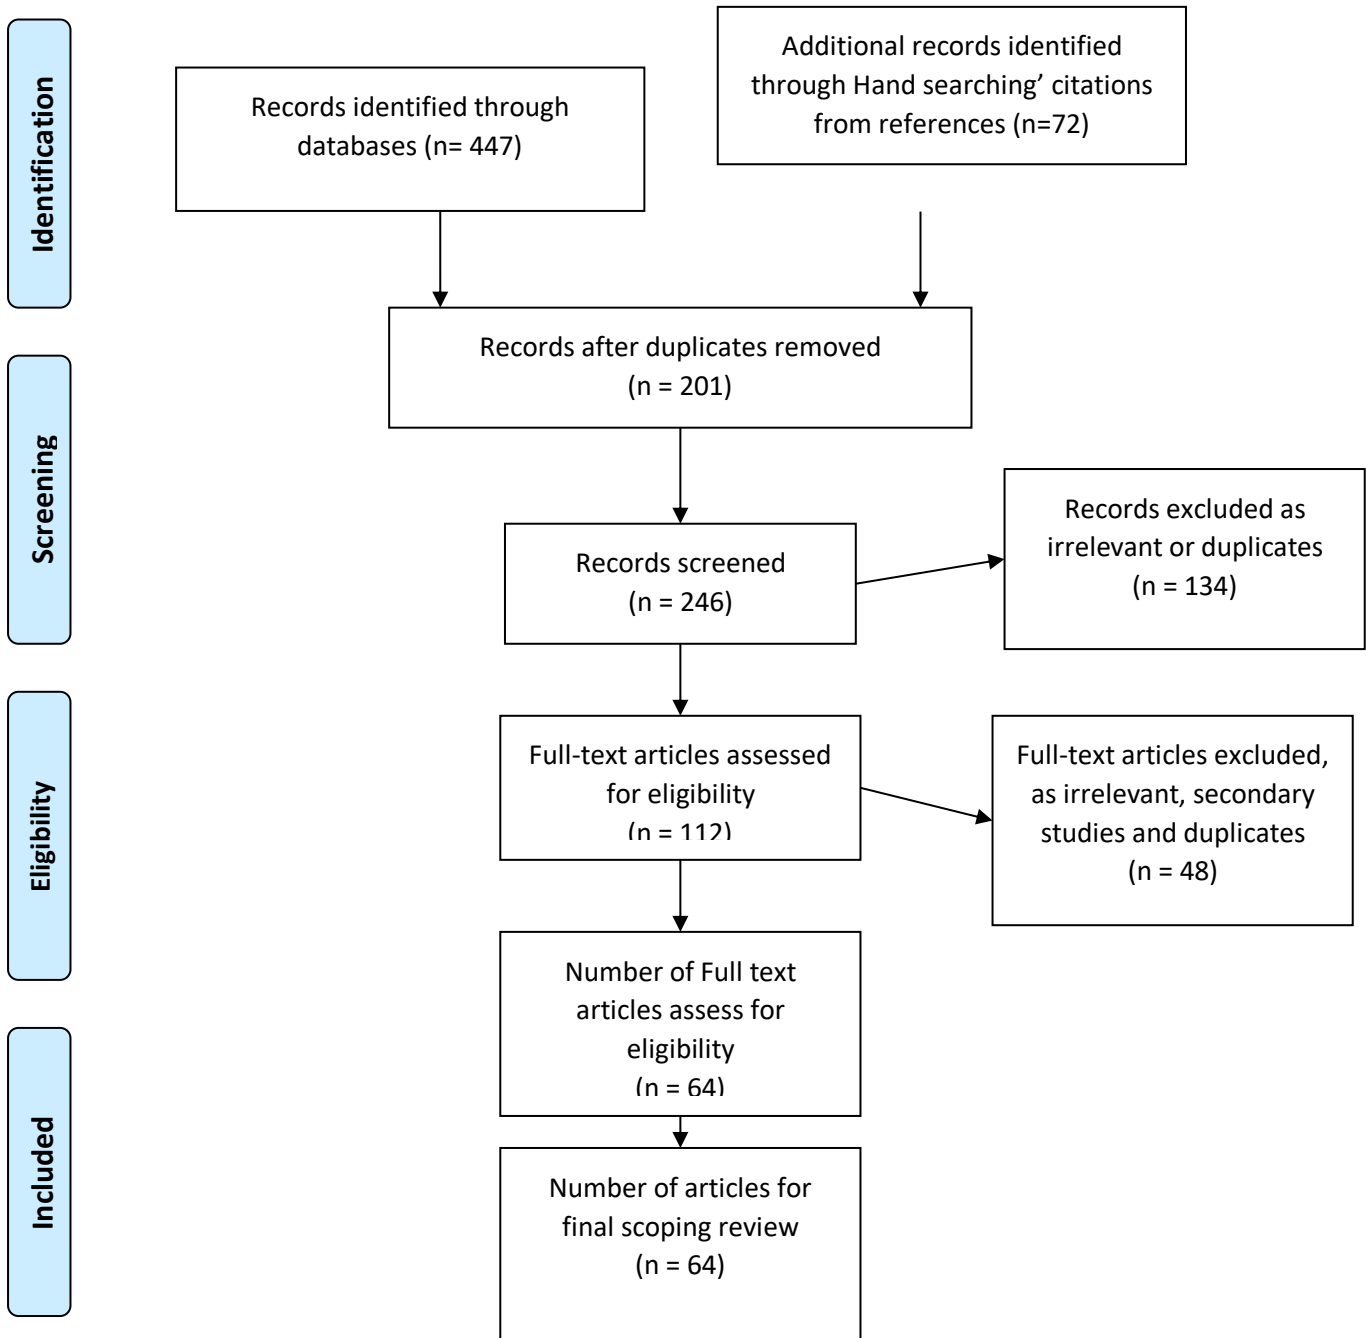 Identification
Records identified through
databases (n= 447)
Additional records identified
through Hand searching’ citations
from references (n=72)
Records after duplicates removed
(n = 201)
Screening
Records screened
(n = 246)
Records excluded as
irrelevant or duplicates
(n = 134)
Eligibility
Full-text articles assessed
for eligibility
(n = 112)
Full-text articles excluded,
as irrelevant, secondary
studies and duplicates
(n = 48)
Number of Full text
articles assess for
eligibility
(n = 64)
Included
Number of articles for
final scoping review
(n = 64)